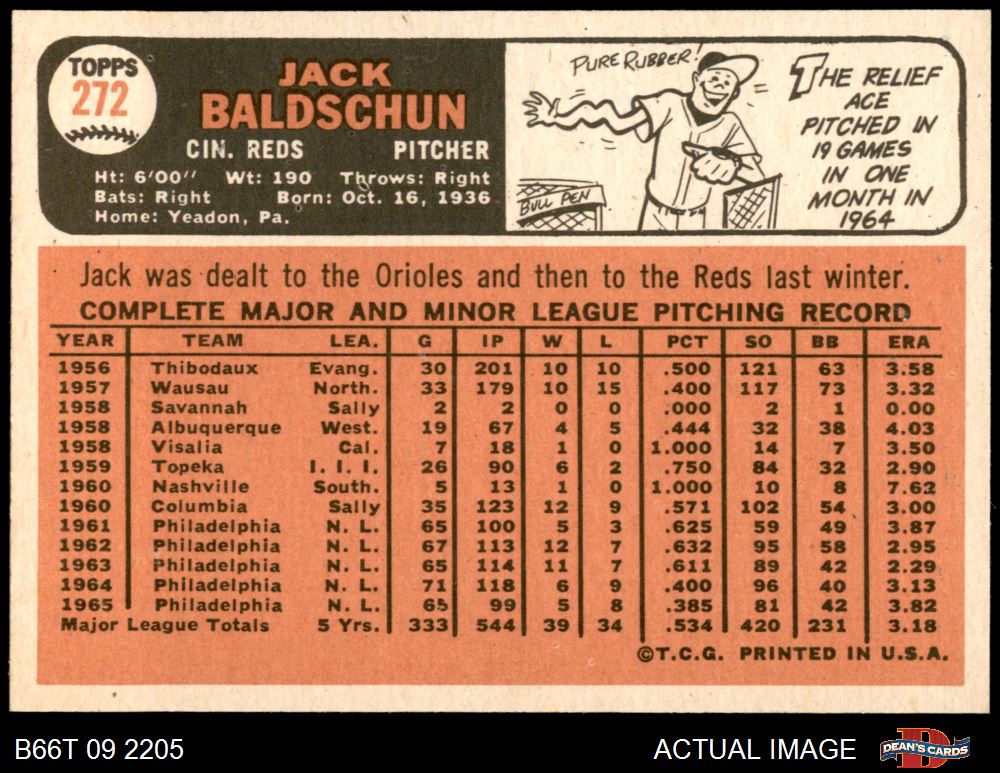 TOPPS
272
JACK
BALDSCHUN
CIN. REDS PITCHER
Ht: 6'00" Wt: 190 Throws: Right
Bats: Right Born: Oct. 16, 1936
Home: Yeadon, Pa.
PURE RUBBER!
BULL PEN
THE RELIEF
ACE
PITCHED IN
19 GAMES
IN ONE
MONTH IN
1964
Jack was dealt to the Orioles and then to the Reds last winter.
COMPLETE MAJOR AND MINOR LEAGUE PITCHING RECORD
YEAR TEAM LEA. G IP W L PCT SO BB ERA
1956 Thibodaux Evang. 30 201 10 10 .500 121 63 3.58
1957 Wausau North. 33 179 10 15 .400 117 73 3.32
1958 Savannah Sally 2 2 0 0 .000 2 1 0.00
1958 Albuquerque West. 19 67 4 5 .444 32 38 4.03
1958 Visalia Cal. 7 18 1 0 1.000 14 7 3.50
1959 Topeka I. I. I. 26 90 6 2 .750 84 32 2.90
1960 Nashville South. 5 13 1 0 1.000 10 8 7.62
1960 Columbia Sally 35 123 12 9 .571 102 54 3.00
1961 Philadelphia N. L. 65 100 5 3 .625 59 49 3.87
1962 Philadelphia N. L. 67 113 12 7 .632 95 58 2.95
1963 Philadelphia N. L. 65 114 11 7 .611 89 42 2.29
1964 Philadelphia N. L. 71 118 6 9 .400 96 40 3.13
1965 Philadelphia N. L. 65 99 5 8 .385 81 42 3.82
Major League Totals 5 Yrs. 333 544 39 34 .534 420 231 3.18
©T.C.G. PRINTED IN U.S.A.
B66T 09 2205 ACTUAL IMAGE DEAN'S CARDS